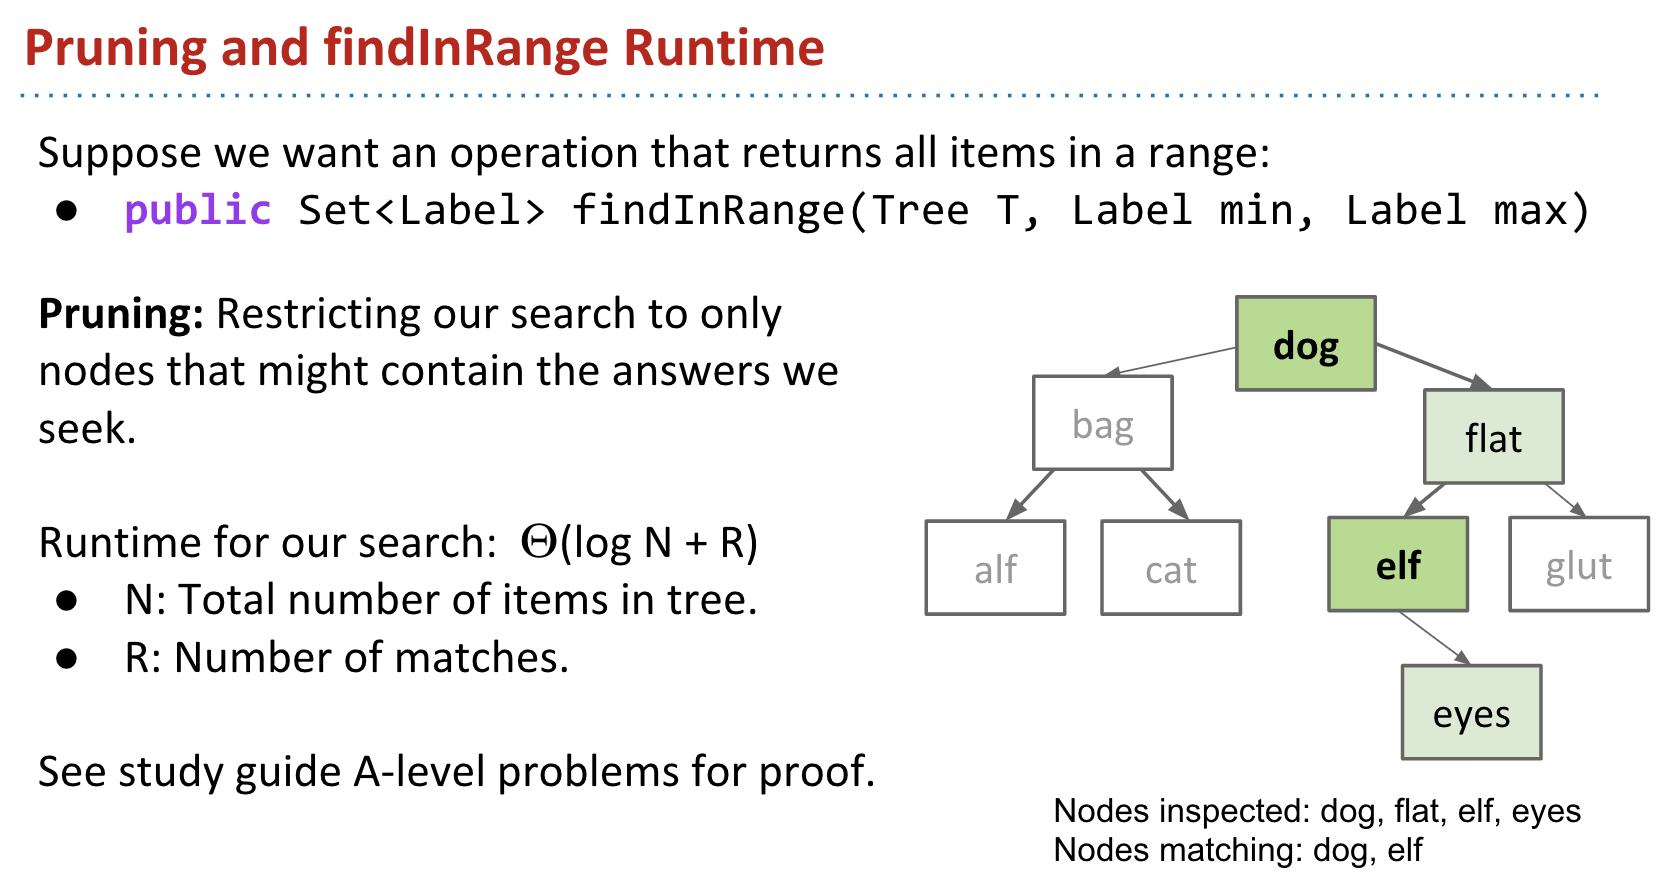 Pruning and findInRange Runtime
Suppose we want an operation that returns all items in a range:
● public Set<Label> findInRange(Tree T, Label min, Label max)
Pruning: Restricting our search to only
nodes that might contain the answers we
seek.
Runtime for our search: Θ(log N + R)
● N: Total number of items in tree.
● R: Number of matches.
See study guide A-level problems for proof.
dog
bag
flat
alf
cat
elf
glut
eyes
Nodes inspected: dog, flat, elf, eyes
Nodes matching: dog, elf